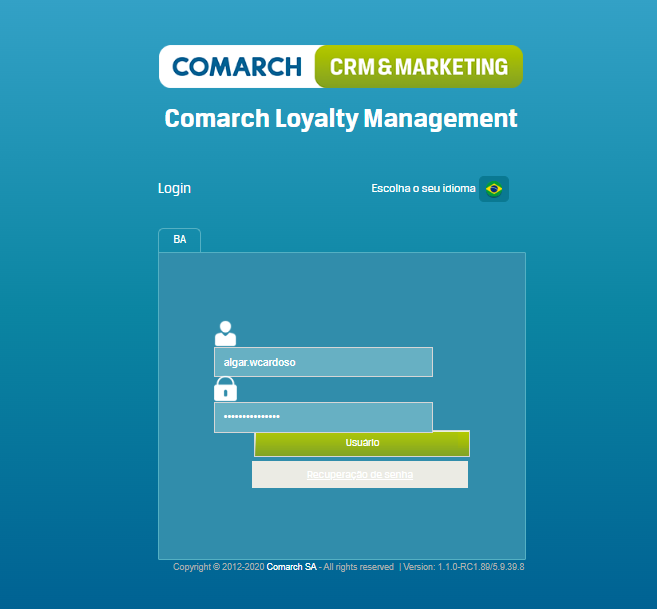 COMARCH CRM & MARKETING
Comarch Loyalty Management
Login Escolha o seu idioma
BA
algar.wcardoso
•••••••••••••••
Usuário
Recuperação de senha
Copyright © 2012-2020 Comarch SA - All rights reserved | Version: 1.1.0-RC1.89/5.9.39.8